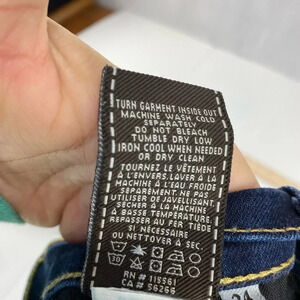 TURN GARMENT INSIDE OUT
MACHINE WASH COLD
SEPARATELY
DO NOT BLEACH
TUMBLE DRY LOW
IRON COOL WHEN NEEDED
OR DRY CLEAN
TOURNEZ LE VÊTEMENT
À L'ENVERS. LAVER À LA
MACHINE À L'EAU FROIDE
SÉPARÉMENT. NE PAS
UTILISER DE JAVELLISANT
SÉCHER À LA MACHINE
À BASSE TEMPÉRATURE
REPASSER AU FER TIÈDE
SI NÉCESSAIRE
OU NETTOYER À SEC.
30
RN# 115561
CA# 56266